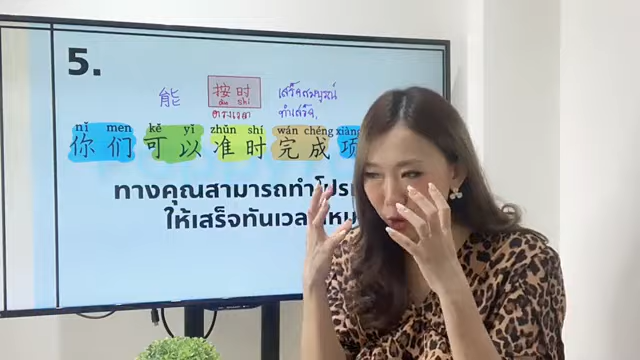 5.
能 按时 เสร็จสมบูรณ์
àn shí
ตรงเวลา ทำเสร็จ
nǐ men kě yǐ zhǔn shí wán chéng xiàng
你们可以准时完成项
ทางคุณสามารถทำโปร
ให้เสร็จทันเวลา